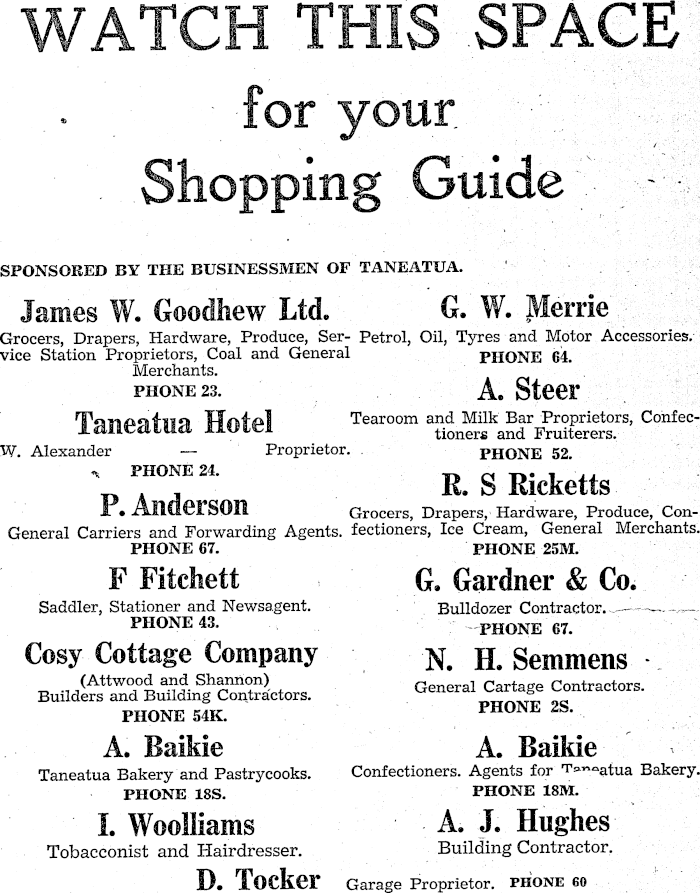 WATCH THIS SPACE
for your
Shopping Guide
SPONSORED BY THE BUSINESSMEN OF TANEATUA.
James W. Goodhew Ltd.
Grocers, Drapers, Hardware, Produce, Ser-
vice Station Proprietors, Coal and General
Merchants.
PHONE 23.
Taneatua Hotel
W. Alexander — Proprietor.
PHONE 24.
P. Anderson
General Carriers and Forwarding Agents.
PHONE 67.
F Fitchett
Saddler, Stationer and Newsagent.
PHONE 43.
Cosy Cottage Company
(Attwood and Shannon)
Builders and Building Contractors.
PHONE 54K.
A. Baikie
Taneatua Bakery and Pastrycooks.
PHONE 18S.
I. Woolliams
Tobacconist and Hairdresser.
G. W. Merrie
Petrol, Oil, Tyres and Motor Accessories.
PHONE 64.
A. Steer
Tearoom and Milk Bar Proprietors, Confec-
tioners and Fruiterers.
PHONE 52.
R. S Ricketts
Grocers, Drapers, Hardware, Produce, Con-
fectioners, Ice Cream, General Merchants.
PHONE 25M.
G. Gardner & Co.
Bulldozer Contractor.
PHONE 67.
N. H. Semmens
General Cartage Contractors.
PHONE 2S.
A. Baikie
Confectioners. Agents for Taneatua Bakery.
PHONE 18M.
A. J. Hughes
Building Contractor.
D. Tocker Garage Proprietor. PHONE 60